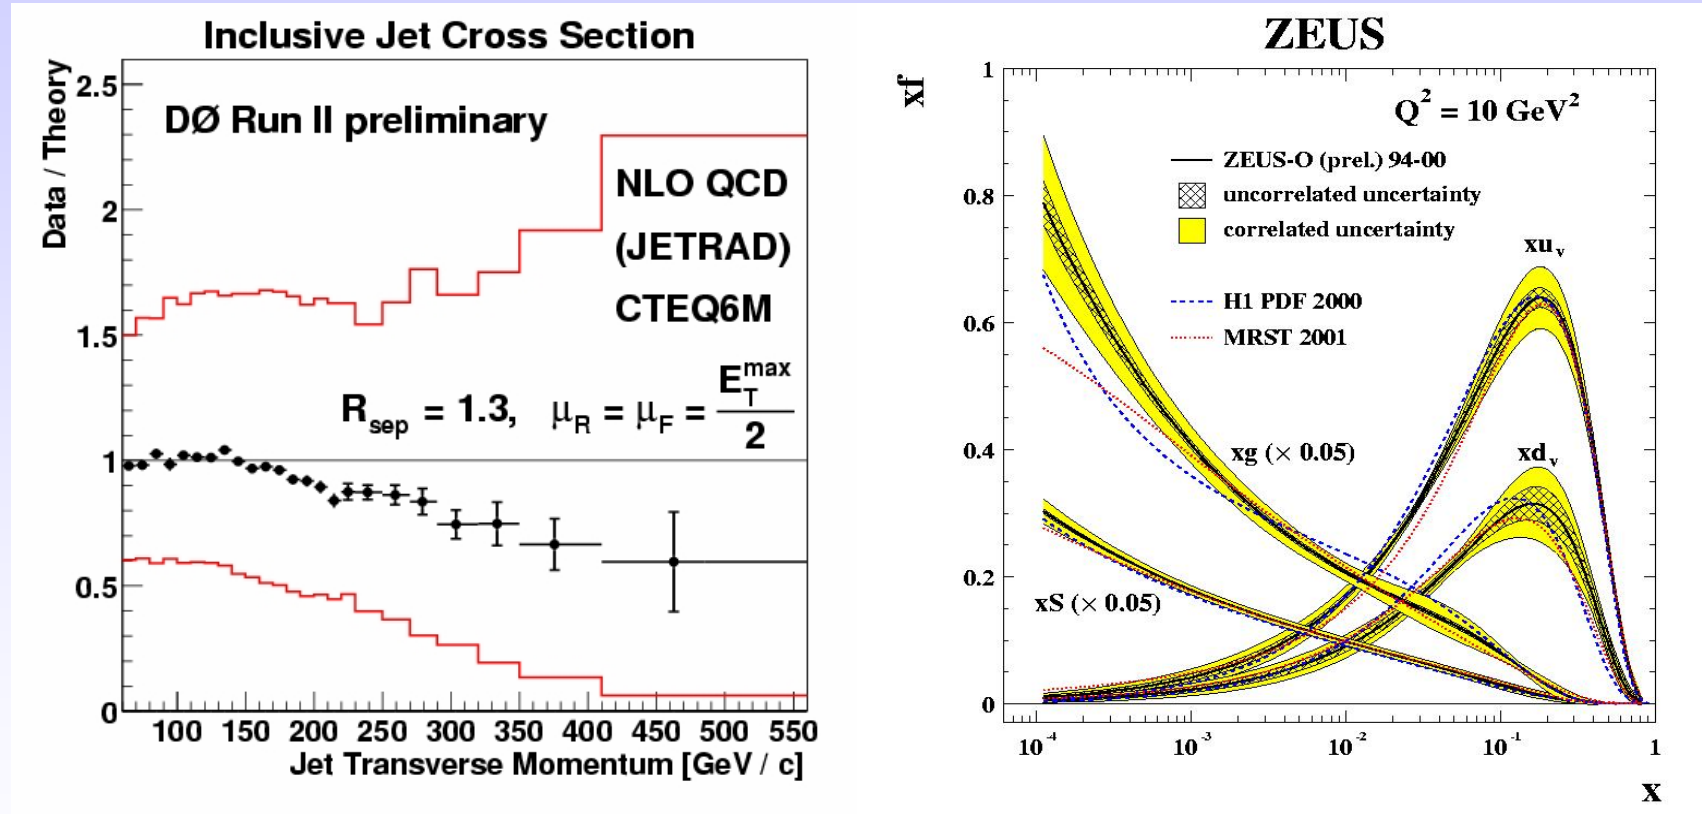 Inclusive Jet Cross Section
Data / Theory
2.5
2
1.5
1
0.5
0
DØ Run II preliminary
NLO QCD
(JETRAD)
CTEQ6M
R_sep = 1.3, μ_R = μ_F = E_T^max / 2
100 150 200 250 300 350 400 450 500 550
Jet Transverse Momentum [GeV / c]
ZEUS
xf
1
0.8
0.6
0.4
0.2
0
Q² = 10 GeV²
ZEUS-O (prel.) 94-00
uncorrelated uncertainty
correlated uncertainty
H1 PDF 2000
MRST 2001
xu_v
xg (× 0.05)
xd_v
xS (× 0.05)
10⁻⁴ 10⁻³ 10⁻² 10⁻¹ 1
x